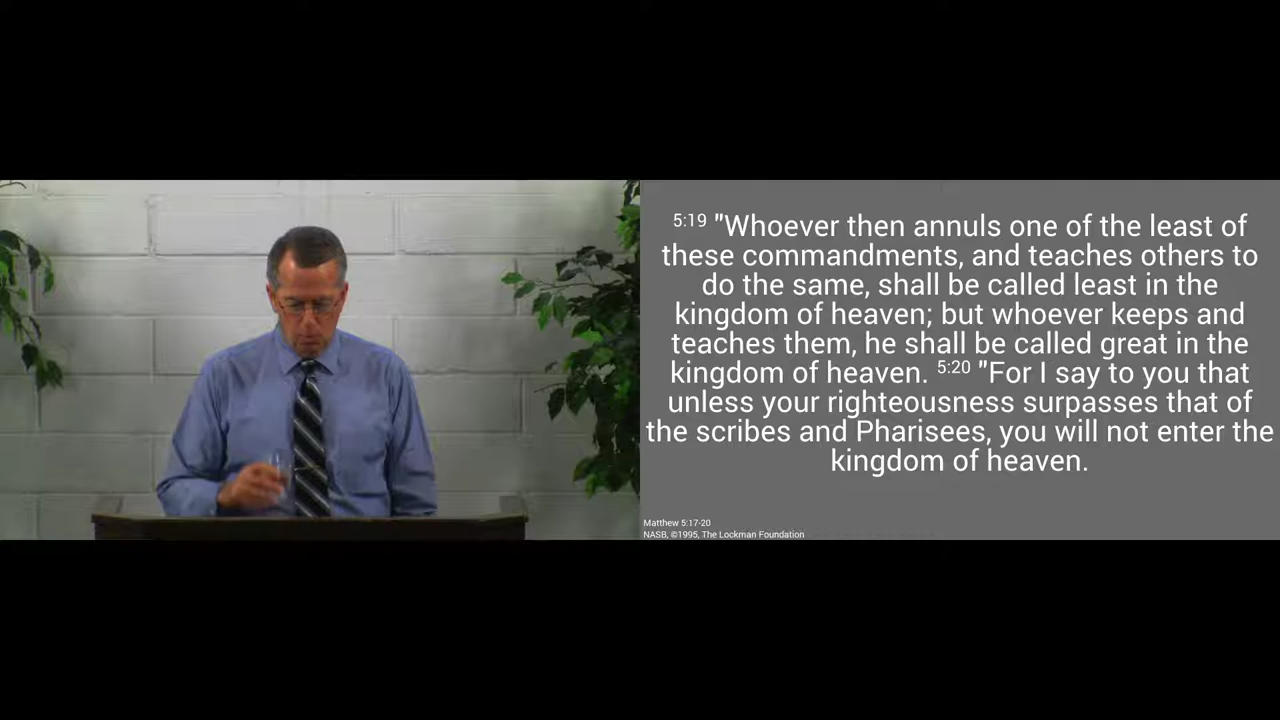 5:19 "Whoever then annuls one of the least of
these commandments, and teaches others to
do the same, shall be called least in the
kingdom of heaven; but whoever keeps and
teaches them, he shall be called great in the
kingdom of heaven. 5:20 "For I say to you that
unless your righteousness surpasses that of
the scribes and Pharisees, you will not enter the
kingdom of heaven.
Matthew 5:17-20
NASB, ©1995, The Lockman Foundation